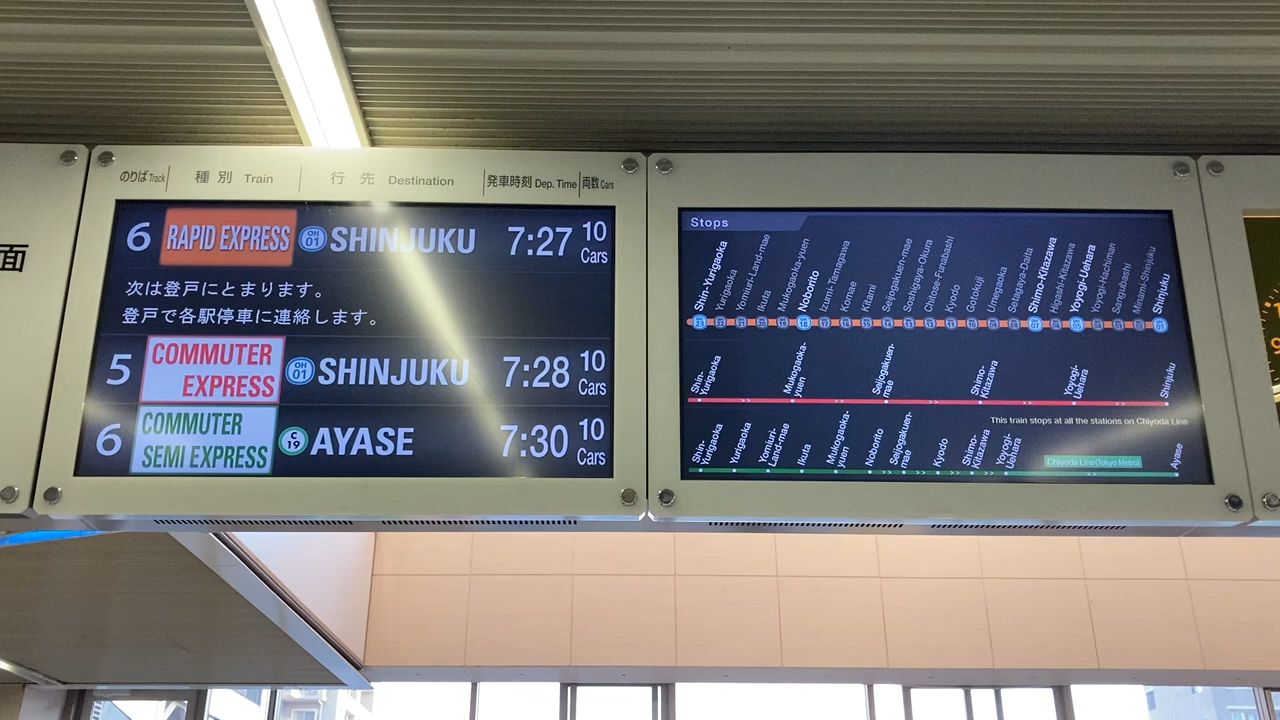 面
のりば Track 種別 Train 行先 Destination 発車時刻 Dep. Time 両数 Cars
6 RAPID EXPRESS OH 01 SHINJUKU 7:27 10 Cars
次は登戸にとまります。
登戸で各駅停車に連絡します。
5 COMMUTER EXPRESS OH 01 SHINJUKU 7:28 10 Cars
6 COMMUTER SEMI EXPRESS C 19 AYASE 7:30 10 Cars
Stops
Shin-Yurigaoka Yurigaoka Yomiuri-Land-mae Ikuta Mukogaoka-yuen Noborito Izumi-Tamagawa Komae Kitami Seijogakuen-mae Soshigaya-Okura Chitose-Funabashi Kyodo Gotokuji Umegaoka Setagaya-Daita Shimo-Kitazawa Higashi-Kitazawa Yoyogi-Uehara Yoyogi-Hachiman Sangubashi Minami-Shinjuku Shinjuku
Shin-Yurigaoka Mukogaoka-yuen Seijogakuen-mae Shimo-Kitazawa Yoyogi-Uehara Shinjuku
This train stops at all the stations on Chiyoda Line
Shin-Yurigaoka Yurigaoka Yomiuri-Land-mae Ikuta Mukogaoka-yuen Noborito Seijogakuen-mae Kyodo Shimo-Kitazawa Yoyogi-Uehara Chiyoda Line(Tokyo Metro) Ayase